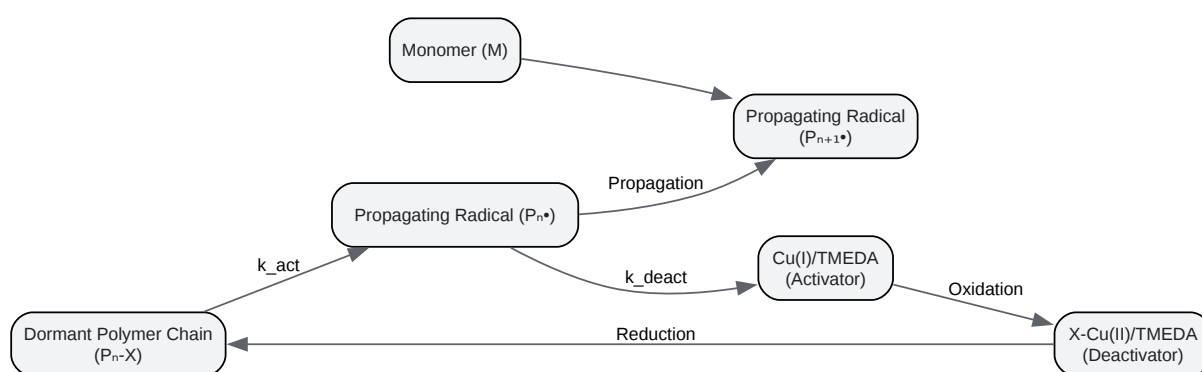 Monomer (M)
Propagating Radical
(Pₙ₊₁•)
Propagation
Propagating Radical (Pₙ•)
k_act
k_deact
Cu(I)/TMEDA
(Activator)
Oxidation
Dormant Polymer Chain
(Pₙ-X)
Reduction
X-Cu(II)/TMEDA
(Deactivator)